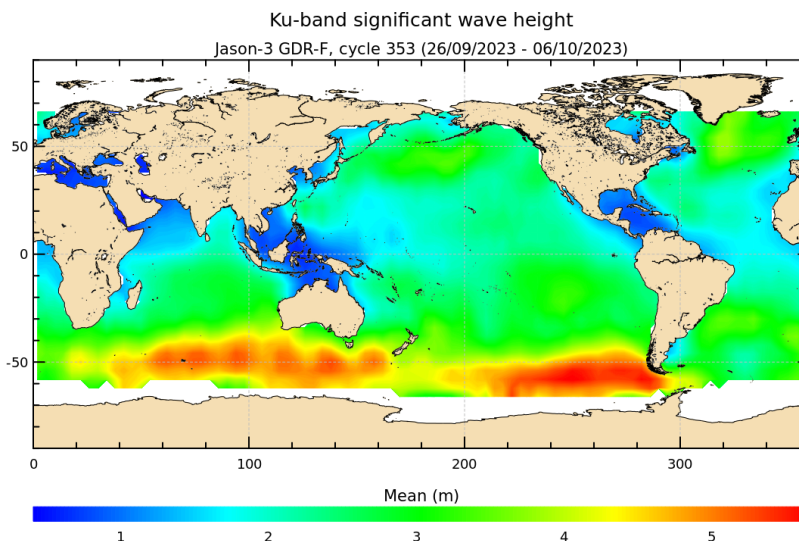 Ku-band significant wave height
Jason-3 GDR-F, cycle 353 (26/09/2023 - 06/10/2023)
50
0
-50
0 100 200 300
Mean (m)
1 2 3 4 5